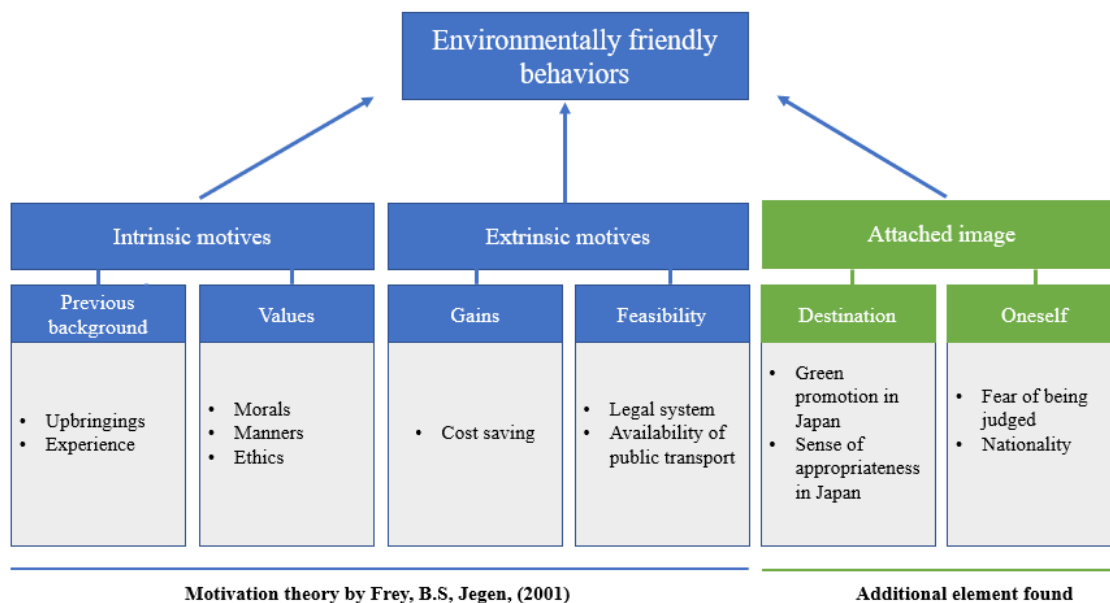 Environmentally friendly
behaviors
Intrinsic motives
Extrinsic motives
Attached image
Previous
background
Values
Gains
Feasibility
Destination
Oneself
• Upbringings
• Experience
• Morals
• Manners
• Ethics
• Cost saving
• Legal system
• Availability of
public transport
• Green
promotion in
Japan
• Sense of
appropriateness
in Japan
• Fear of being
judged
• Nationality
Motivation theory by Frey, B.S, Jegen, (2001)
Additional element found